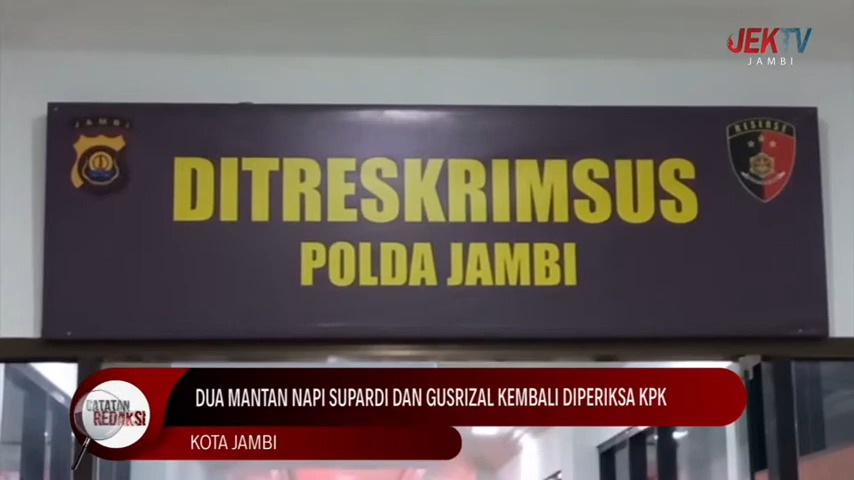 JEKTV
JAMBI
JAMBI
RESERSE
DITRESKRIMSUS
POLDA JAMBI
CATATAN
REDAKSI
DUA MANTAN NAPI SUPARDI DAN GUSRIZAL KEMBALI DIPERIKSA KPK
KOTA JAMBI